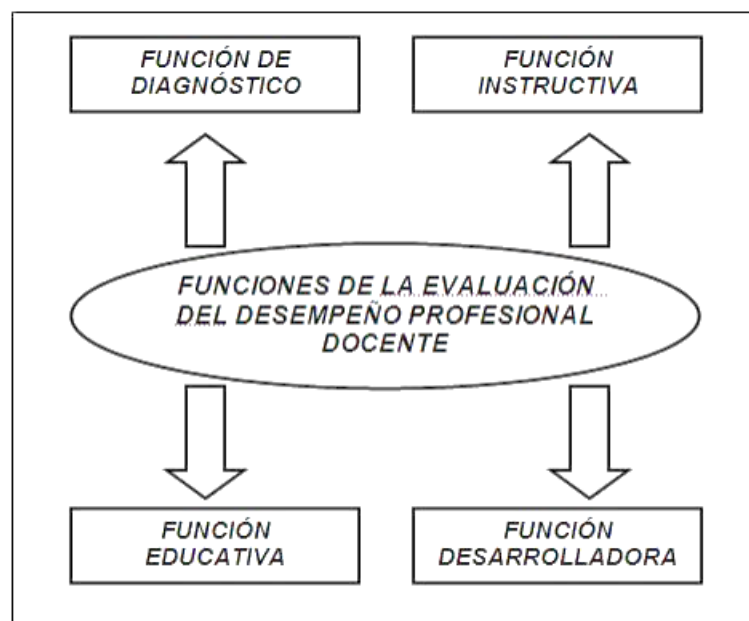 FUNCIÓN DE
DIAGNÓSTICO
FUNCIÓN
INSTRUCTIVA
FUNCIONES DE LA EVALUACIÓN
DEL DESEMPEÑO PROFESIONAL
DOCENTE
FUNCIÓN
EDUCATIVA
FUNCIÓN
DESARROLLADORA